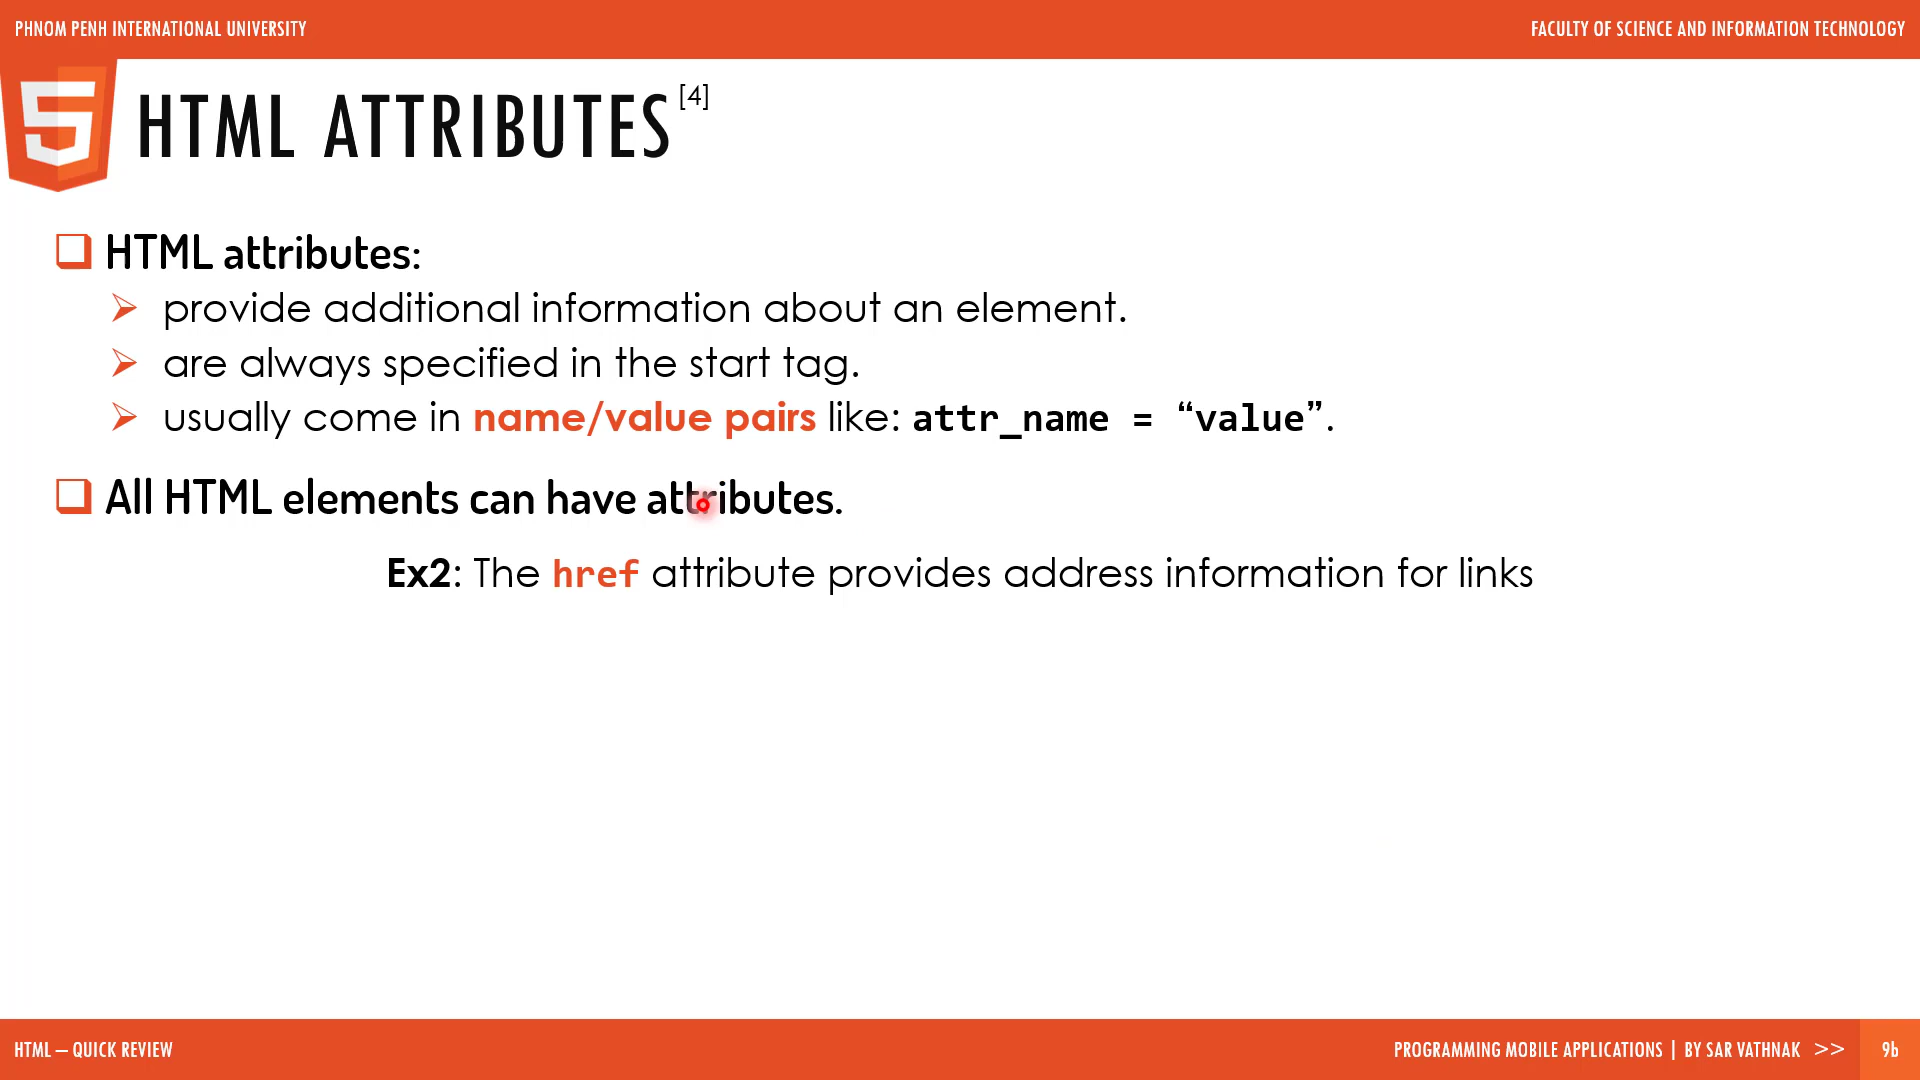 PHNOM PENH INTERNATIONAL UNIVERSITY
FACULTY OF SCIENCE AND INFORMATION TECHNOLOGY
HTML ATTRIBUTES [4]
HTML attributes:
provide additional information about an element.
are always specified in the start tag.
usually come in name/value pairs like: attr_name = “value”.
All HTML elements can have attributes.
Ex2: The href attribute provides address information for links
HTML – QUICK REVIEW
PROGRAMMING MOBILE APPLICATIONS | BY SAR VATHNAK >> 9b